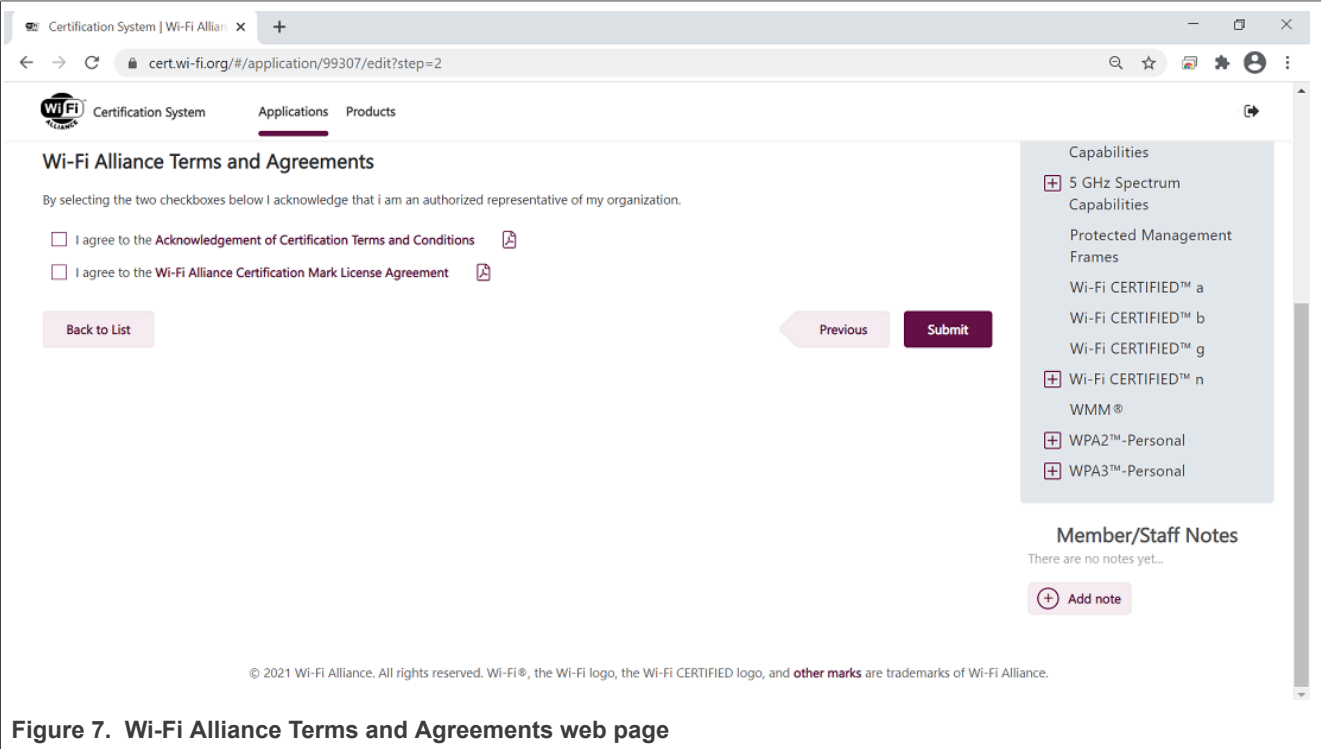 Certification System | Wi-Fi Allian
cert.wi-fi.org/#/application/99307/edit?step=2
Wi Fi
ALLIANCE
Certification System
Applications
Products
Wi-Fi Alliance Terms and Agreements
By selecting the two checkboxes below I acknowledge that i am an authorized representative of my organization.
I agree to the Acknowledgement of Certification Terms and Conditions
I agree to the Wi-Fi Alliance Certification Mark License Agreement
Back to List
Previous
Submit
Capabilities
5 GHz Spectrum
Capabilities
Protected Management
Frames
Wi-Fi CERTIFIED™ a
Wi-Fi CERTIFIED™ b
Wi-Fi CERTIFIED™ g
Wi-Fi CERTIFIED™ n
WMM®
WPA2™-Personal
WPA3™-Personal
Member/Staff Notes
There are no notes yet...
Add note
© 2021 Wi-Fi Alliance. All rights reserved. Wi-Fi®, the Wi-Fi logo, the Wi-Fi CERTIFIED logo, and other marks are trademarks of Wi-Fi Alliance.
Figure 7. Wi-Fi Alliance Terms and Agreements web page